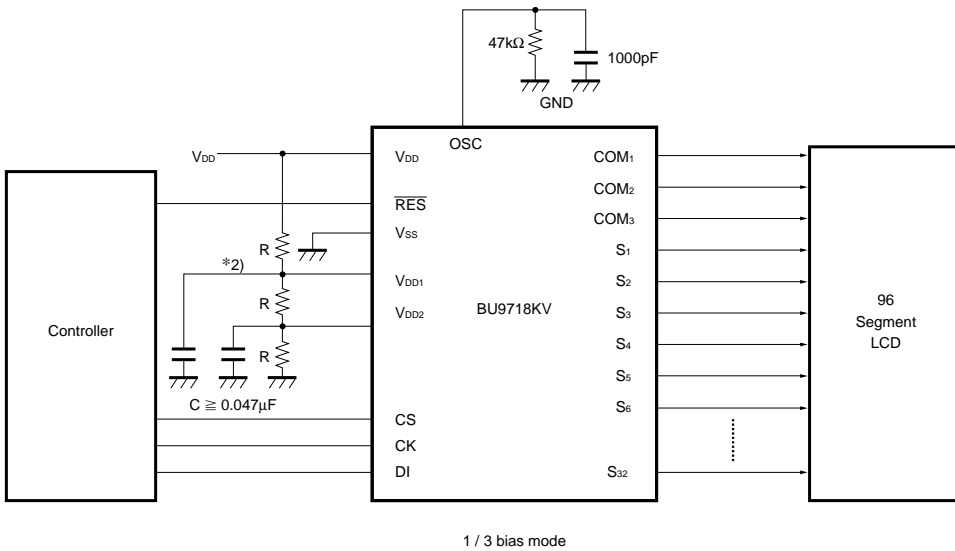 47kΩ
1000pF
GND
OSC
VDD
VDD
COM1
COM2
RES
COM3
VSS
S1
R
*2)
VDD1
S2
R
VDD2
BU9718KV
S3
Controller
96
Segment
LCD
S4
R
S5
C ≧ 0.047μF
S6
CS
CK
DI
S32
1 / 3 bias mode